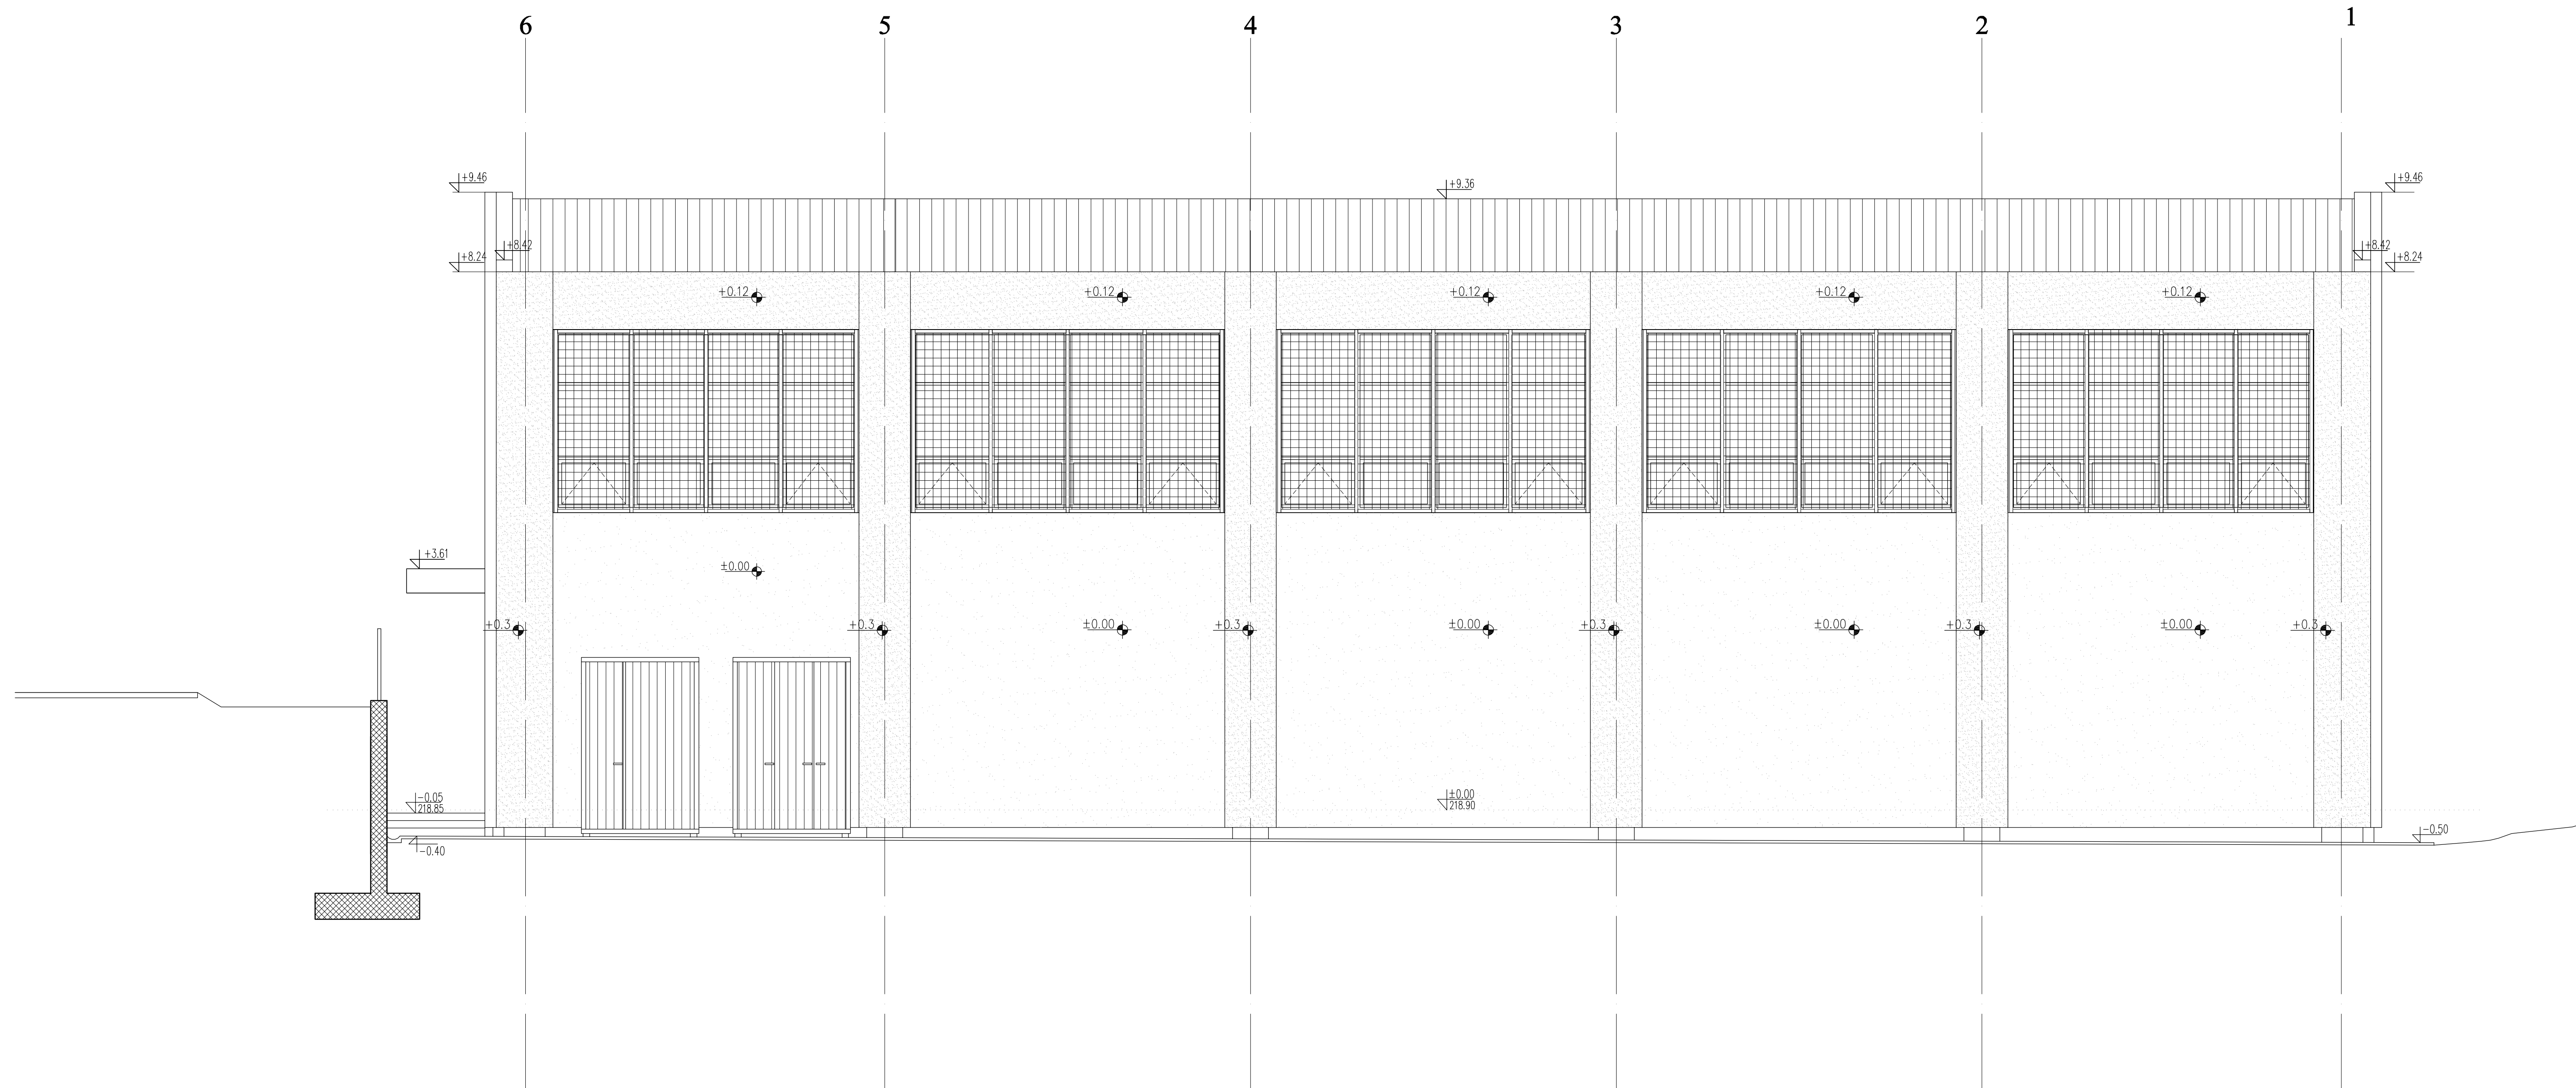 6 5 4 3 2 1
+9.46 +9.36 +9.46
+8.42 +8.42
+8.24 +8.24
+0.12 +0.12 +0.12 +0.12 +0.12
+3.61
±0.00
+0.3 +0.3 ±0.00 +0.3 ±0.00 +0.3 ±0.00 +0.3 ±0.00 +0.3
-0.05 ±0.00
218.85 218.90
-0.50
-0.40